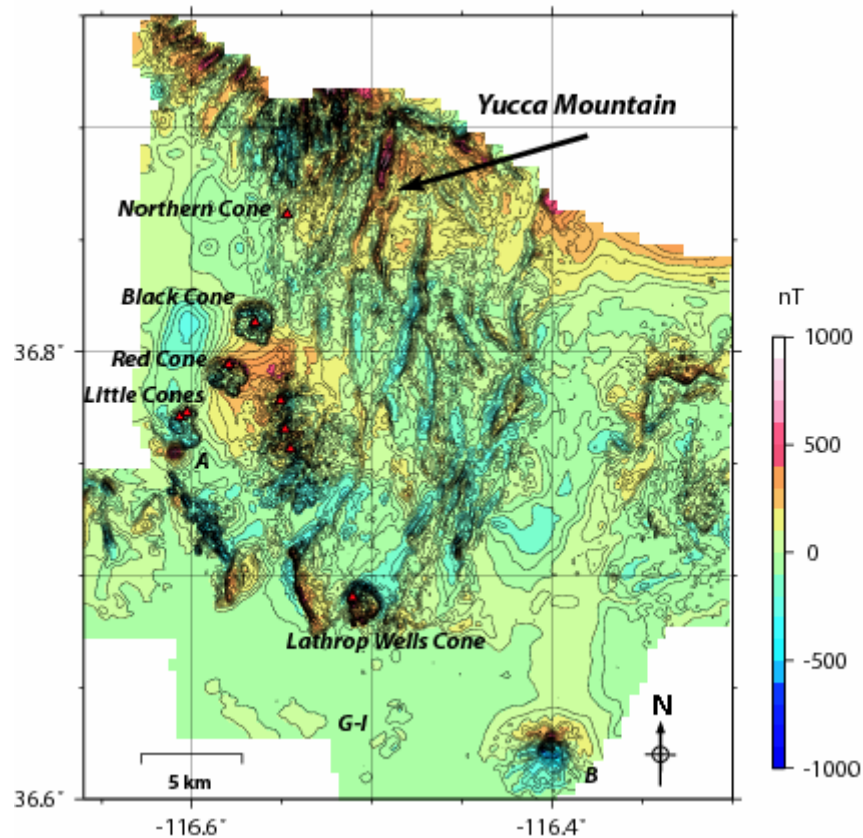 Yucca Mountain
Northern Cone
nT
Black Cone
1000
36.8°
Red Cone
Little Cones
500
A
0
Lathrop Wells Cone
-500
N
G-I
B
5 km
-1000
36.6°
-116.6°
-116.4°